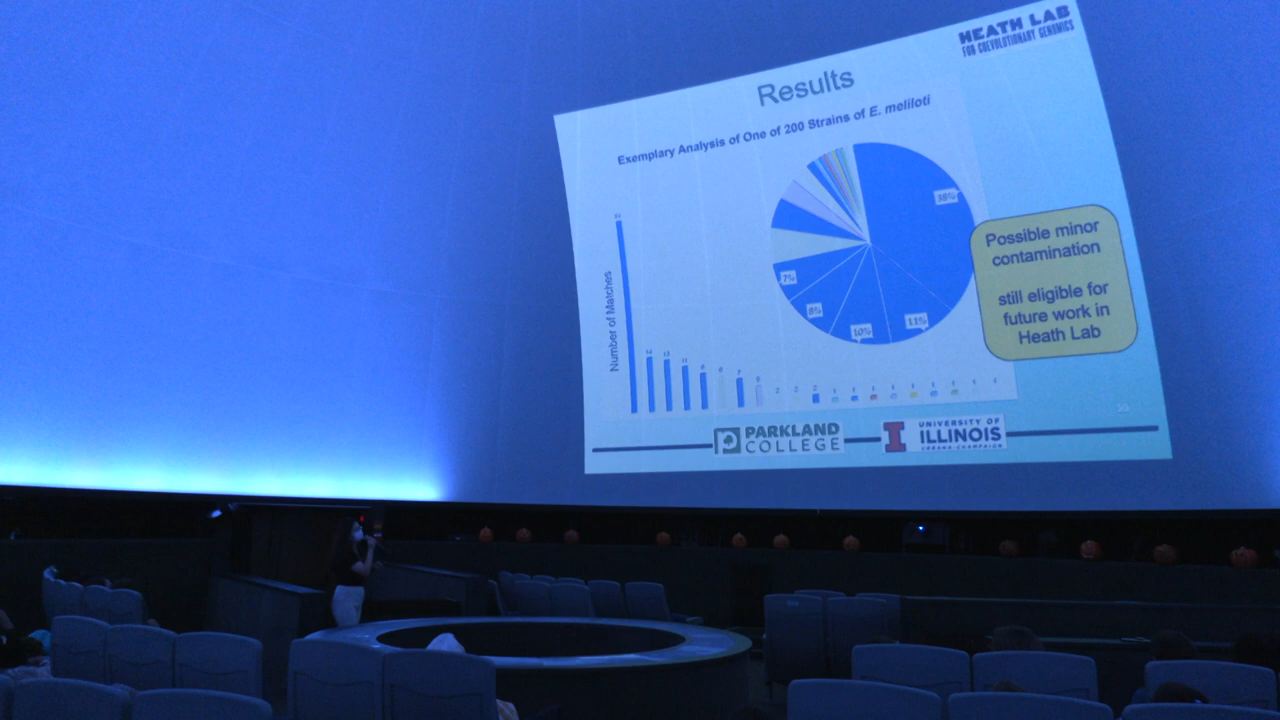 HEATH LAB
FOR COEVOLUTIONARY GENOMICS
Results
Exemplary Analysis of One of 200 Strains of E. meliloti
38%
7%
8%
10%
11%
Number of Matches
Possible minor
contamination
still eligible for
future work in
Heath Lab
PARKLAND
COLLEGE
I
UNIVERSITY OF
ILLINOIS
URBANA-CHAMPAIGN